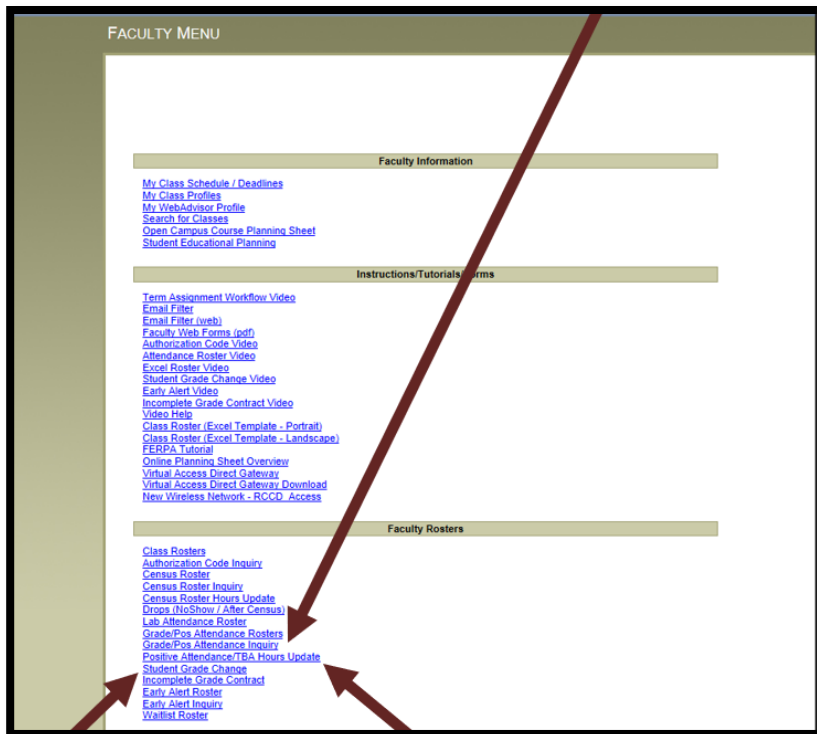 FACULTY MENU
Faculty Information
My Class Schedule / Deadlines
My Class Profiles
My WebAdvisor Profile
Search for Classes
Open Campus Course Planning Sheet
Student Educational Planning
Instructions/Tutorials/Forms
Term Assignment Workflow Video
Email Filter
Email Filter (web)
Faculty Web Forms (pdf)
Authorization Code Video
Attendance Roster Video
Excel Roster Video
Student Grade Change Video
Early Alert Video
Incomplete Grade Contract Video
Video Help
Class Roster (Excel Template - Portrait)
Class Roster (Excel Template - Landscape)
FERPA Tutorial
Online Planning Sheet Overview
Virtual Access Direct Gateway
Virtual Access Direct Gateway Download
New Wireless Network - RCCD_Access
Faculty Rosters
Class Rosters
Authorization Code Inquiry
Census Roster
Census Roster Inquiry
Census Roster Hours Update
Drops (NoShow / After Census)
Lab Attendance Roster
Grade/Pos Attendance Rosters
Grade/Pos Attendance Inquiry
Positive Attendance/TBA Hours Update
Student Grade Change
Incomplete Grade Contract
Early Alert Roster
Early Alert Inquiry
Waitlist Roster